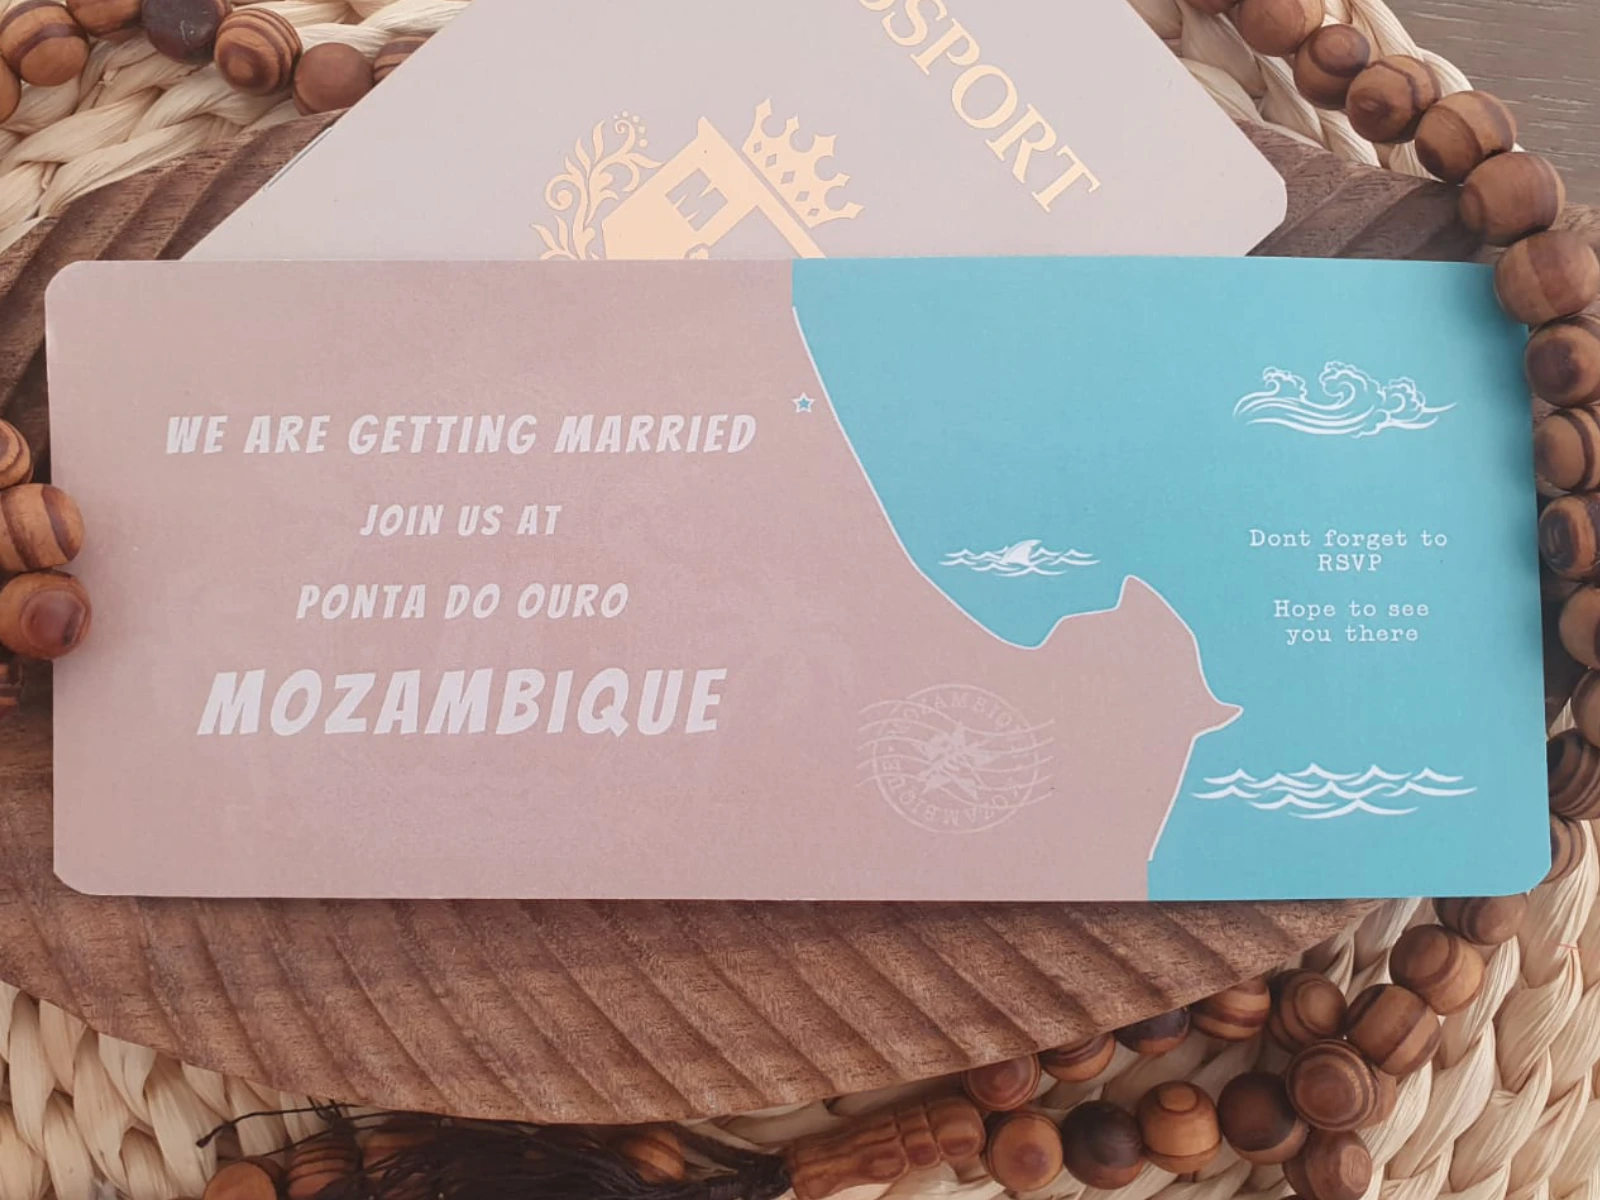 SSPORT
M
WE ARE GETTING MARRIED
JOIN US AT
PONTA DO OURO
MOZAMBIQUE
Dont forget to
RSVP
Hope to see
you there
MOZAMBIQUE